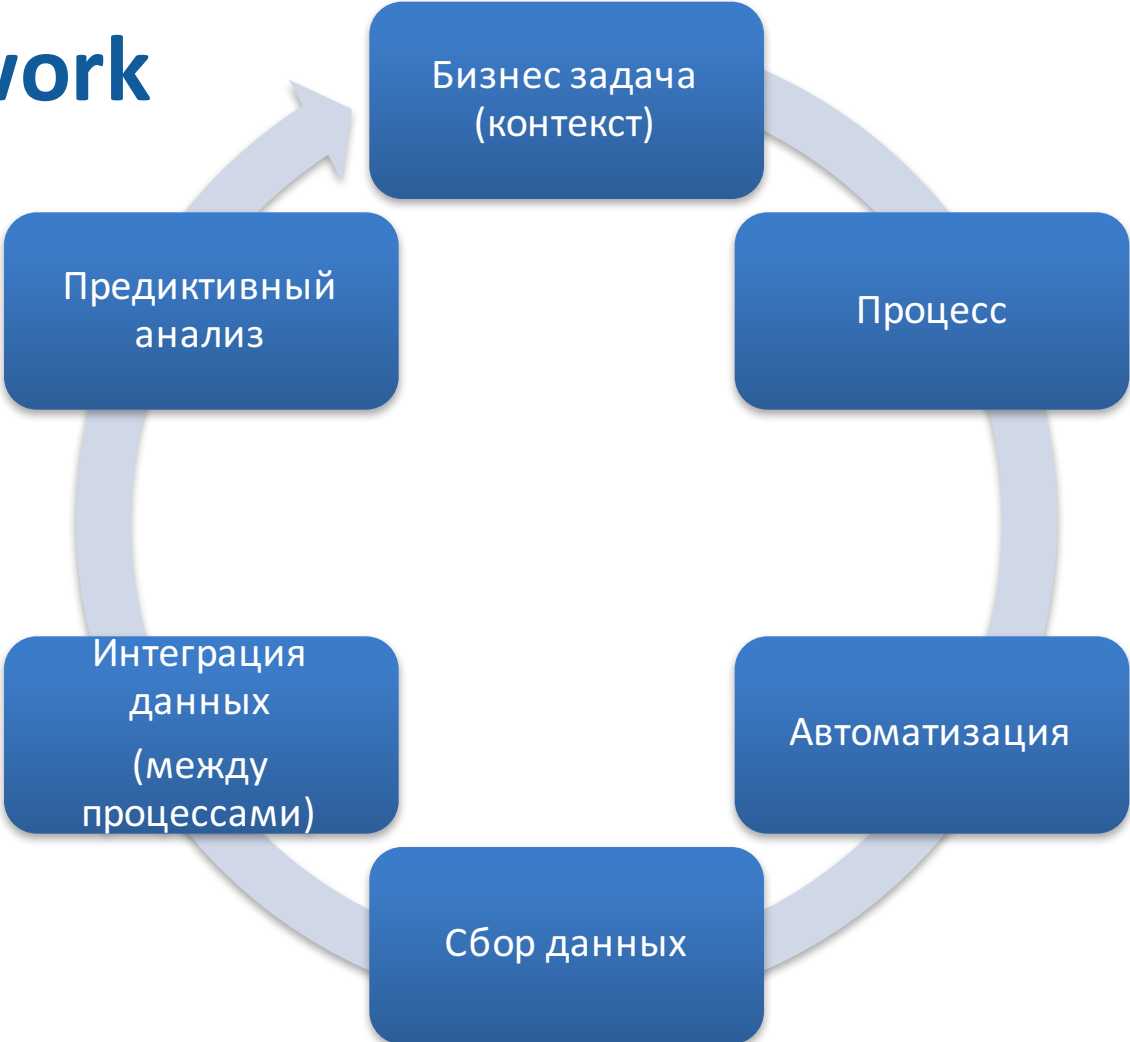 work
Бизнес задача
(контекст)
Процесс
Автоматизация
Сбор данных
Интеграция
данных
(между
процессами)
Предиктивный
анализ